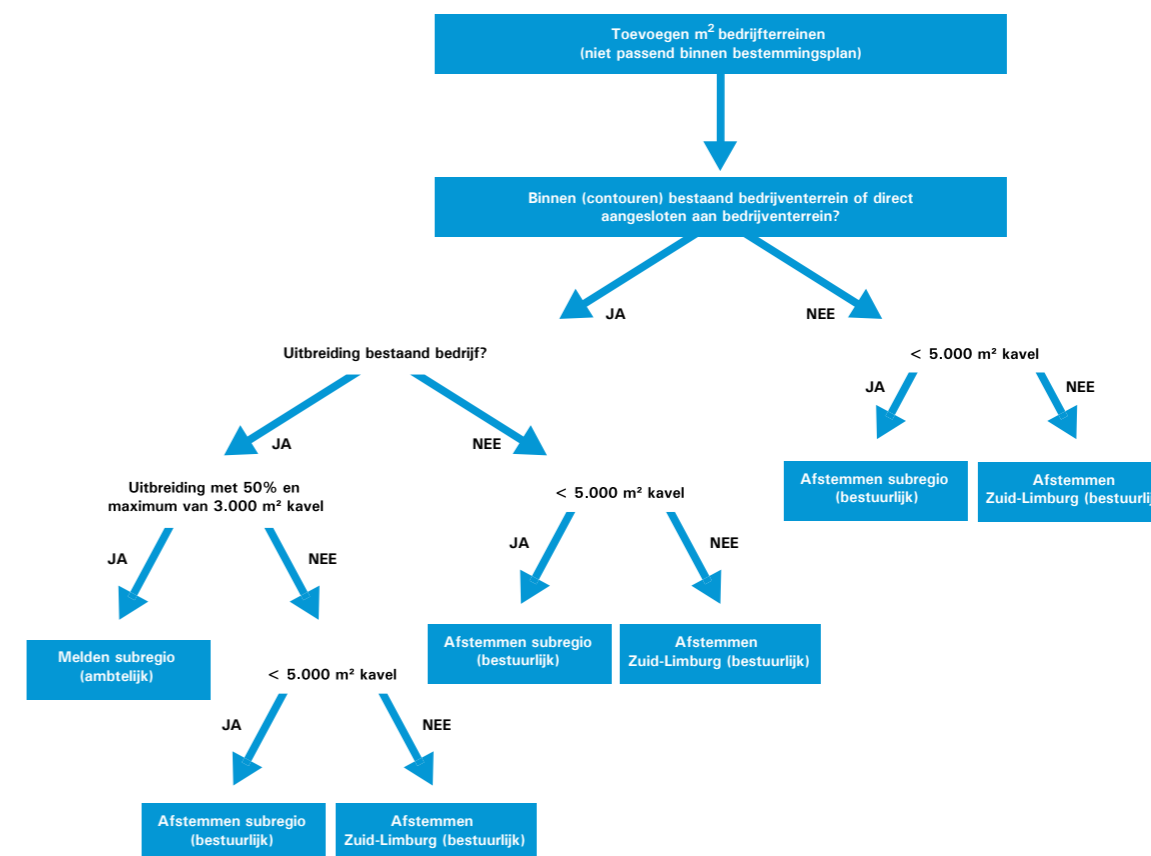 Toevoegen m² bedrijfterreinen
(niet passend binnen bestemmingsplan)
Binnen (contouren) bestaand bedrijventerrein of direct
aangesloten aan bedrijventerrein?
JA
NEE
Uitbreiding bestaand bedrijf?
< 5.000 m² kavel
JA
NEE
JA
NEE
Afstemmen subregio
(bestuurlijk)
Afstemmen
Zuid-Limburg (bestuurlij
Uitbreiding met 50% en
maximum van 3.000 m² kavel
< 5.000 m² kavel
JA
NEE
JA
NEE
Melden subregio
(ambtelijk)
Afstemmen subregio
(bestuurlijk)
Afstemmen
Zuid-Limburg (bestuurlijk)
< 5.000 m² kavel
JA
NEE
Afstemmen subregio
(bestuurlijk)
Afstemmen
Zuid-Limburg (bestuurlijk)